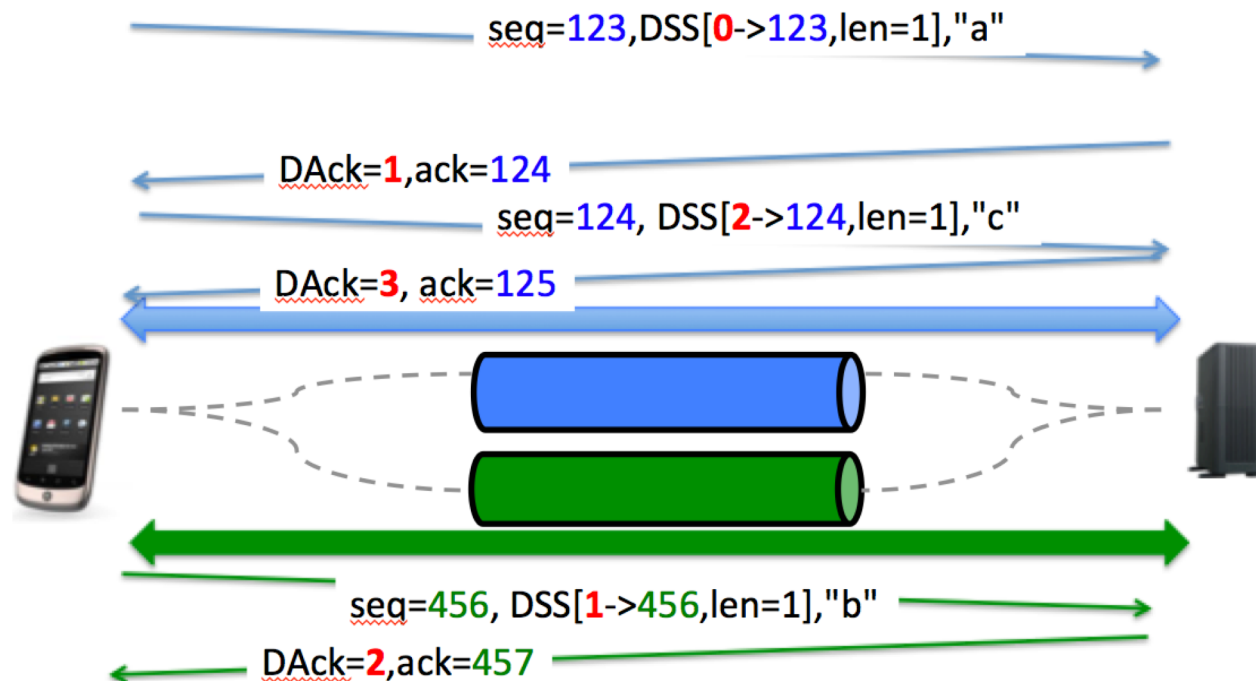 seq=123,DSS[0->123,len=1],"a"
DAck=1,ack=124
seq=124, DSS[2->124,len=1],"c"
DAck=3, ack=125
seq=456, DSS[1->456,len=1],"b"
DAck=2,ack=457